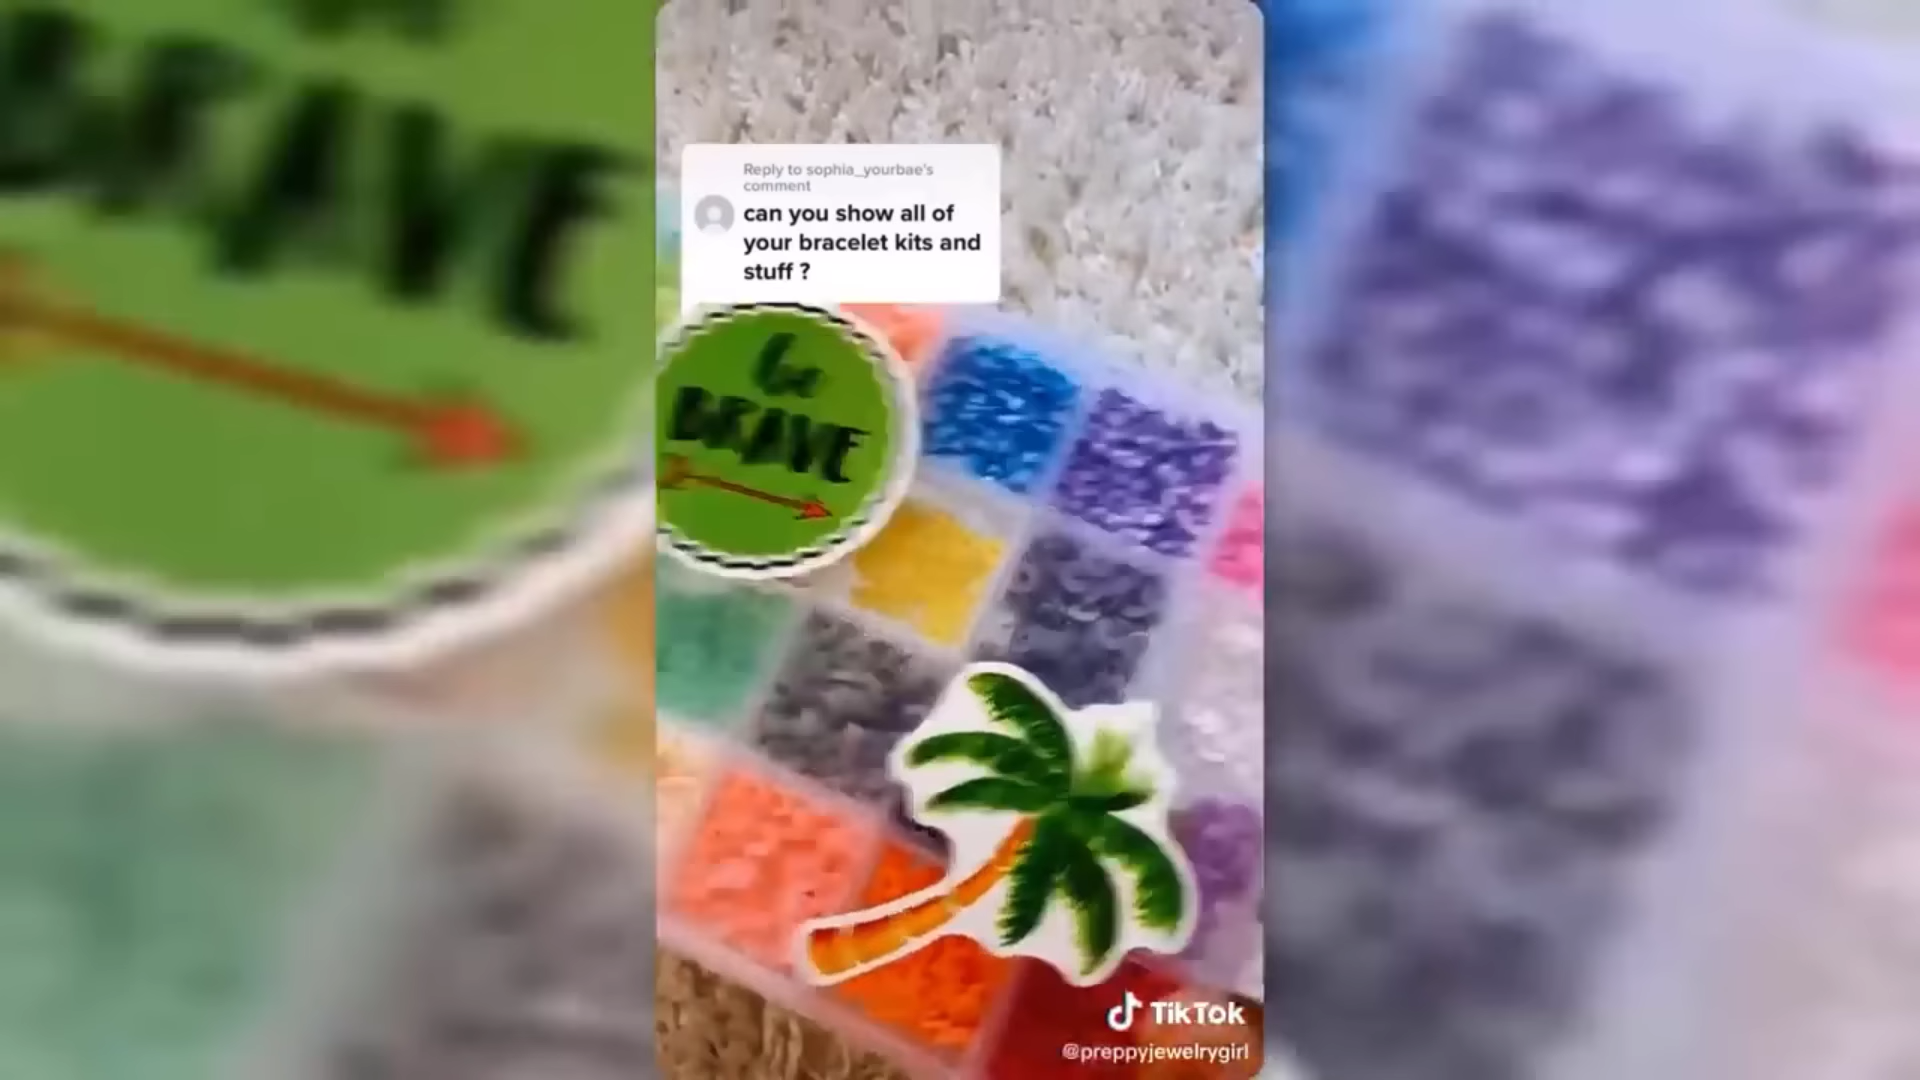 Reply to sophia_yourbae's
comment
can you show all of
your bracelet kits and
stuff ?
be
BRAVE
TikTok
@preppyjewelrygirl